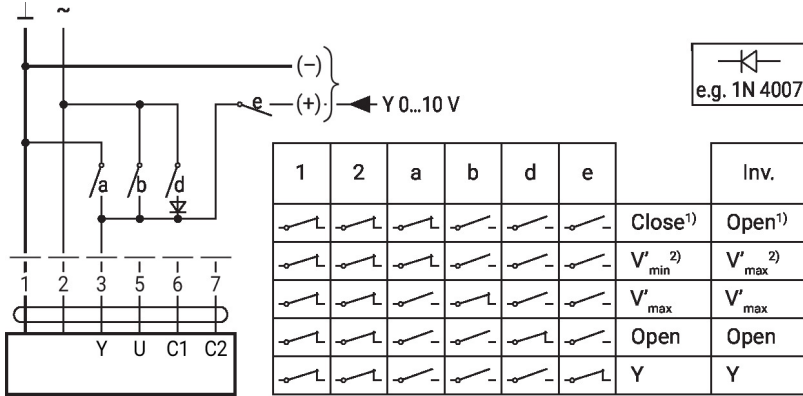 ⊥ ~
(−)
e (+) Y 0...10 V
e.g. 1N 4007
a b d
1 2 a b d e Inv.
Close¹⁾ Open¹⁾
V'min²⁾ V'max²⁾
V'max V'max
Open Open
Y Y
1 2 3 5 6 7
Y U C1 C2